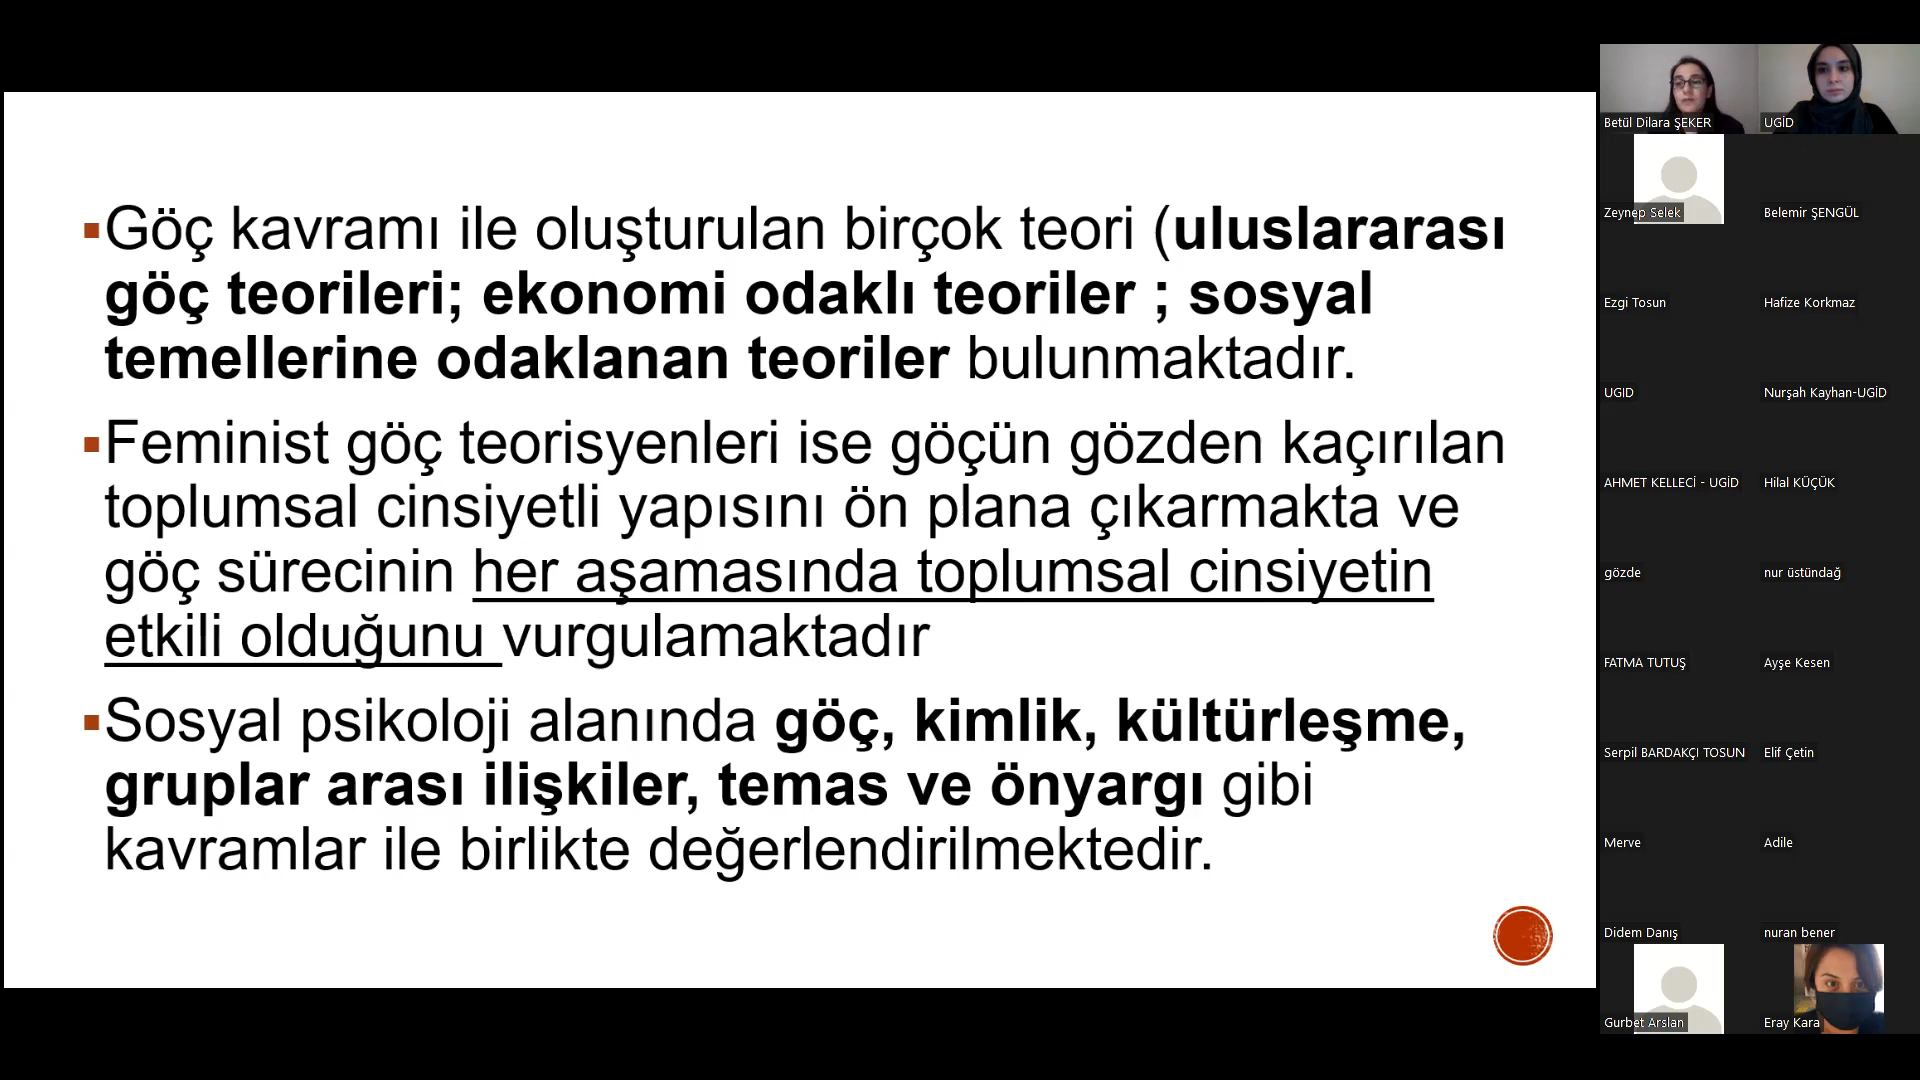 ▪Göç kavramı ile oluşturulan birçok teori (uluslararası
göç teorileri; ekonomi odaklı teoriler ; sosyal
temellerine odaklanan teoriler bulunmaktadır.
▪Feminist göç teorisyenleri ise göçün gözden kaçırılan
toplumsal cinsiyetli yapısını ön plana çıkarmakta ve
göç sürecinin her aşamasında toplumsal cinsiyetin
etkili olduğunu vurgulamaktadır
▪Sosyal psikoloji alanında göç, kimlik, kültürleşme,
gruplar arası ilişkiler, temas ve önyargı gibi
kavramlar ile birlikte değerlendirilmektedir.
Betül Dilara ŞEKER
UGİD
Zeynep Selek
Belemir ŞENGÜL
Ezgi Tosun
Hafize Korkmaz
UGID
Nurşah Kayhan-UGİD
AHMET KELLECİ - UGİD
Hilal KÜÇÜK
gözde
nur üstündağ
FATMA TUTUŞ
Ayşe Kesen
Serpil BARDAKÇI TOSUN
Elif Çetin
Merve
Adile
Didem Danış
nuran bener
Gurbet Arslan
Eray Kara